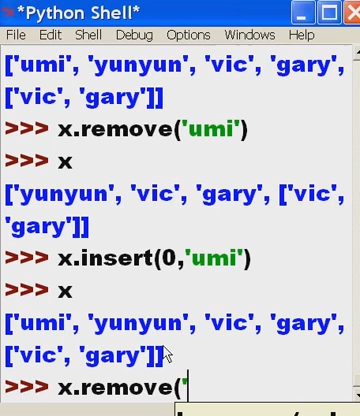 *Python Shell*
File Edit Shell Debug Options Windows Help
['umi', 'yunyun', 'vic', 'gary',
['vic', 'gary']]
>>> x.remove('umi')
>>> x
['yunyun', 'vic', 'gary', ['vic',
'gary']]
>>> x.insert(0,'umi')
>>> x
['umi', 'yunyun', 'vic', 'gary',
['vic', 'gary']]
>>> x.remove('